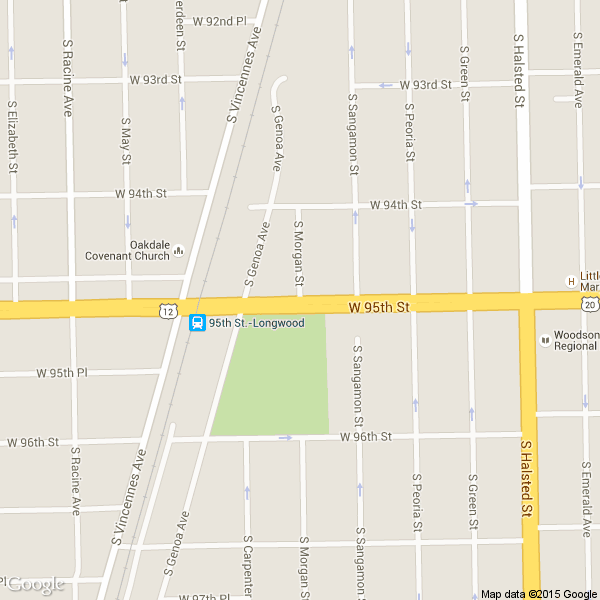 W 92nd Pl
S Vincennes Ave
S Racine Ave
S Halsted St
S Emerald Ave
W 93rd St
W 93rd St
S Green St
S Elizabeth St
S May St
S Genoa Ave
S Sangamon St
S Peoria St
W 94th St
W 94th St
S Genoa Ave
S Morgan St
Oakdale
Covenant Church
H
12
W 95th St
20
95th St.-Longwood
Woodson
Regional
S Sangamon St
W 95th Pl
W 96th St
W 96th St
S Racine Ave
S Vincennes Ave
S Halsted St
S Peoria St
S Green St
S Emerald Ave
S Genoa Ave
S Carpenter
S Morgan St
S Sangamon St
Google
W 97th Pl
Map data ©2015 Google